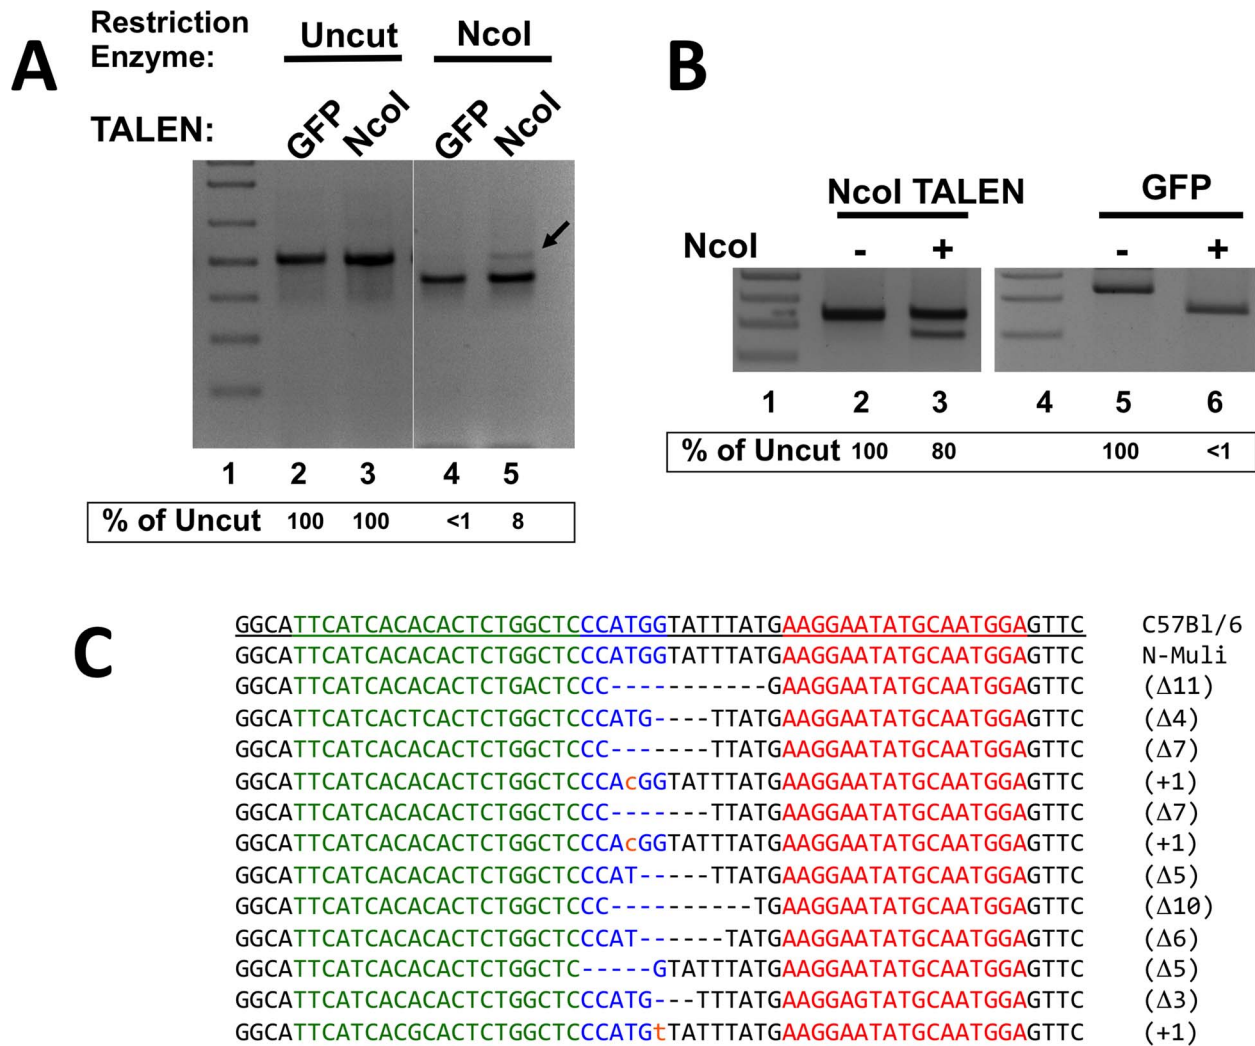 A
Restriction
Enzyme:
Uncut
NcoI
TALEN:
GFP
NcoI
GFP
NcoI
1 2 3 4 5
% of Uncut 100 100 <1 8
B
NcoI TALEN
GFP
NcoI - + - +
1 2 3 4 5 6
% of Uncut 100 80 100 <1
C
GGCATTCATCACACACTCTGGCTCCCATGGTATTTATGAAGGAATATGCAATGGAGTTC C57Bl/6
GGCATTCATCACACACTCTGGCTCCCATGGTATTTATGAAGGAATATGCAATGGAGTTC N-Muli
GGCATTCATCACACACTCTGACTCCC-----------GAAGGAATATGCAATGGAGTTC (Δ11)
GGCATTCATCACTCACTCTGGCTCCCATG----TTATGAAGGAATATGCAATGGAGTTC (Δ4)
GGCATTCATCACACACTCTGGCTCCC-------TTATGAAGGAATATGCAATGGAGTTC (Δ7)
GGCATTCATCACACACTCTGGCTCCCAcGGTATTTATGAAGGAATATGCAATGGAGTTC (+1)
GGCATTCATCACACACTCTGGCTCCC-------TTATGAAGGAATATGCAATGGAGTTC (Δ7)
GGCATTCATCACACACTCTGGCTCCCAcGGTATTTATGAAGGAATATGCAATGGAGTTC (+1)
GGCATTCATCACACACTCTGGCTCCCAT-----TTATGAAGGAATATGCAATGGAGTTC (Δ5)
GGCATTCATCACACACTCTGGCTCCC----------TGAAGGAATATGCAATGGAGTTC (Δ10)
GGCATTCATCACACACTCTGGCTCCCAT------TATGAAGGAATATGCAATGGAGTTC (Δ6)
GGCATTCATCACACACTCTGGCTC-----GTATTTATGAAGGAATATGCAATGGAGTTC (Δ5)
GGCATTCATCACACACTCTGGCTCCCATG---TTTATGAAGGAGTATGCAATGGAGTTC (Δ3)
GGCATTCATCACGCACTCTGGCTCCCATGtTATTTATGAAGGAATATGCAATGGAGTTC (+1)